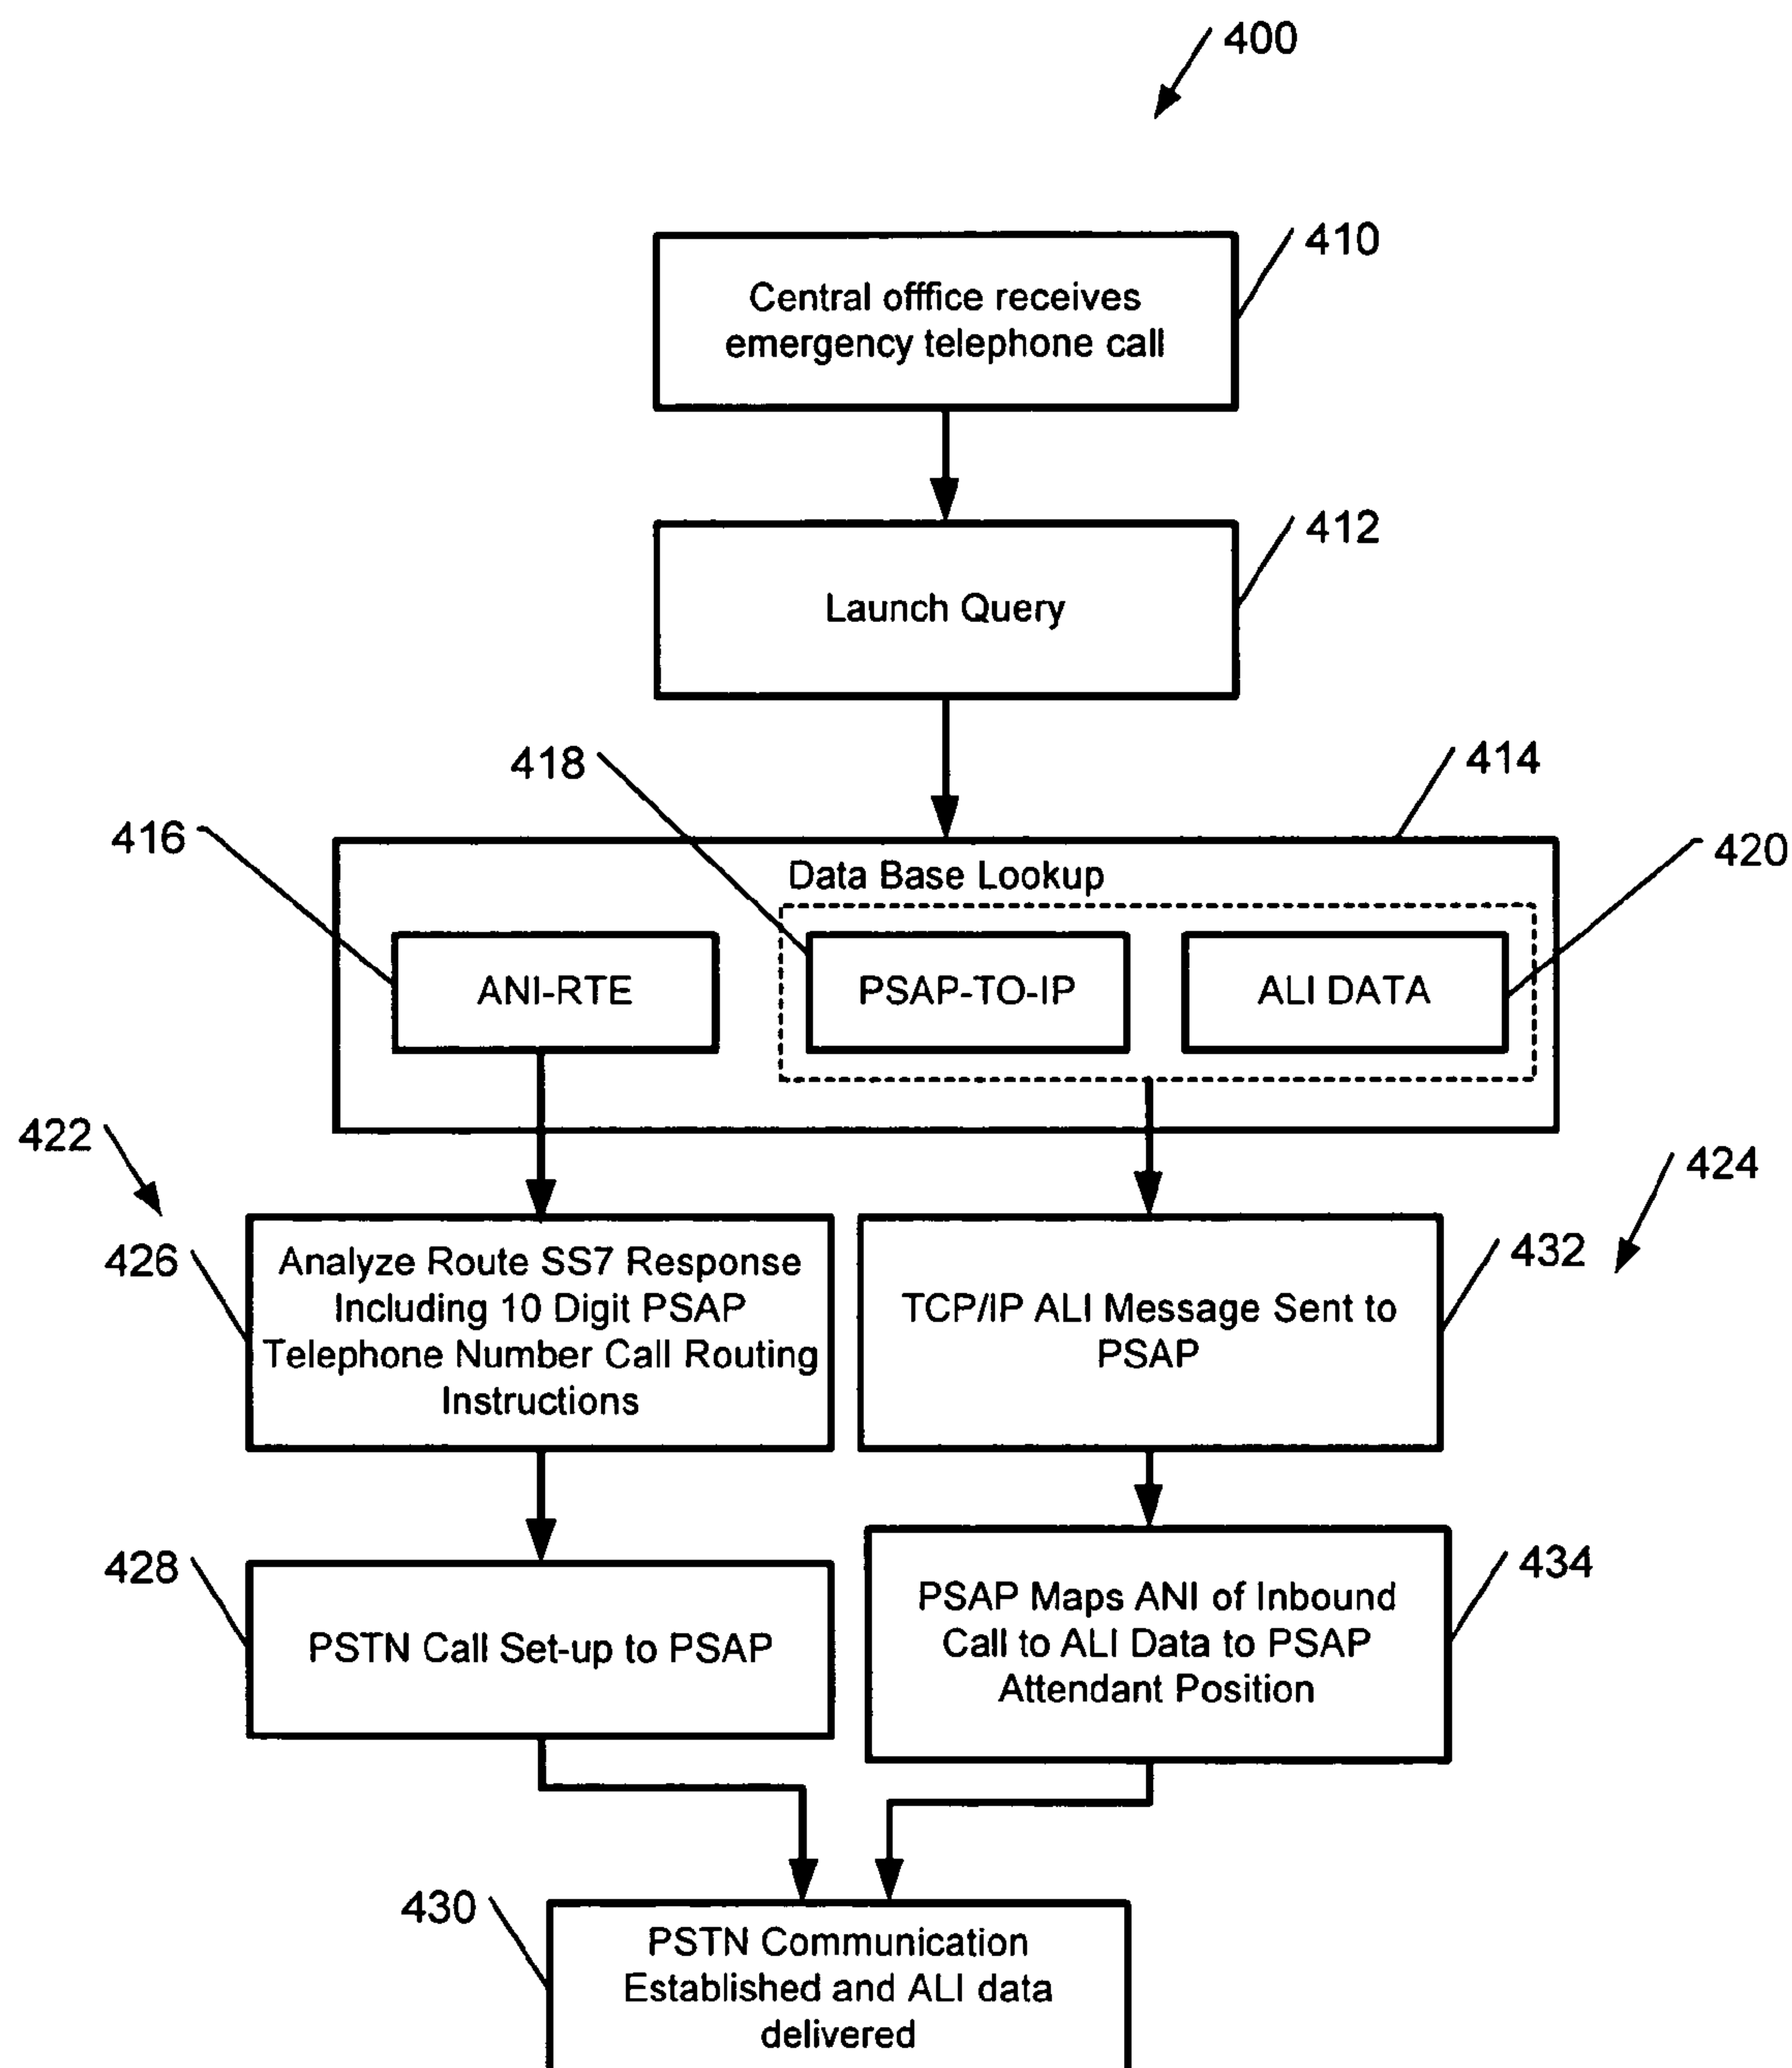 400
410
Central offfice receives
emergency telephone call
412
Launch Query
418
414
416
420
Data Base Lookup
ANI-RTE
PSAP-TO-IP
ALI DATA
422
424
426
Analyze Route SS7 Response
Including 10 Digit PSAP
Telephone Number Call Routing
Instructions
432
TCP/IP ALI Message Sent to
PSAP
428
PSTN Call Set-up to PSAP
434
PSAP Maps ANI of Inbound
Call to ALI Data to PSAP
Attendant Position
430
PSTN Communication
Established and ALI data
delivered